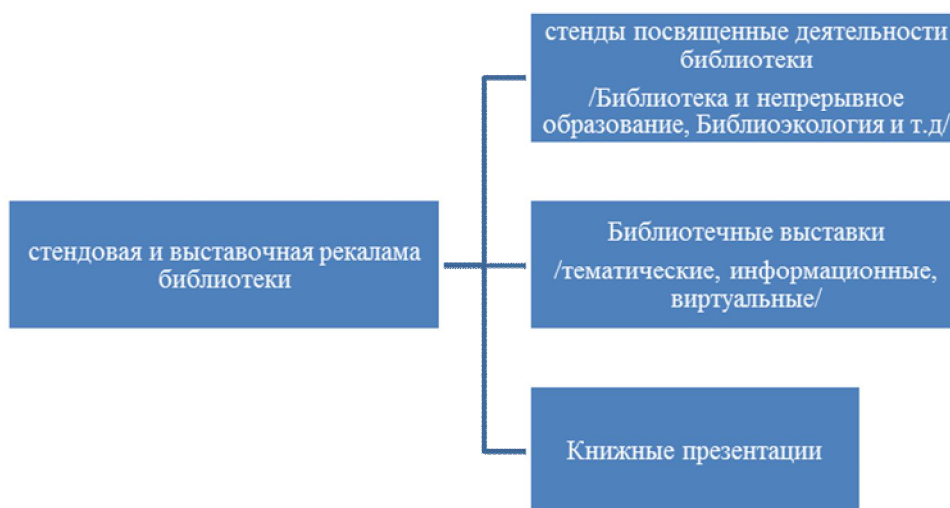 стенды посвященные деятельности
библиотеки
/Библиотека и непрерывное
образование, Библиоэкология и т.д/
стендовая и выставочная рекалама
библиотеки
Библиотечные выставки
/тематические, информационные,
виртуальные/
Книжные презентации